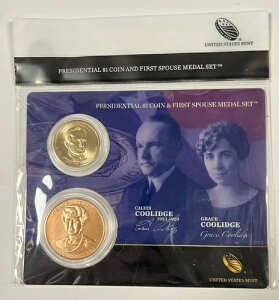 UNITED STATES MINT
PRESIDENTIAL $1 COIN AND FIRST SPOUSE MEDAL SET™
PRESIDENTIAL $1 COIN & FIRST SPOUSE MEDAL SET™
CALVIN
COOLIDGE
1923-1929
GRACE
COOLIDGE
Grace Coolidge
UNITED STATES MINT